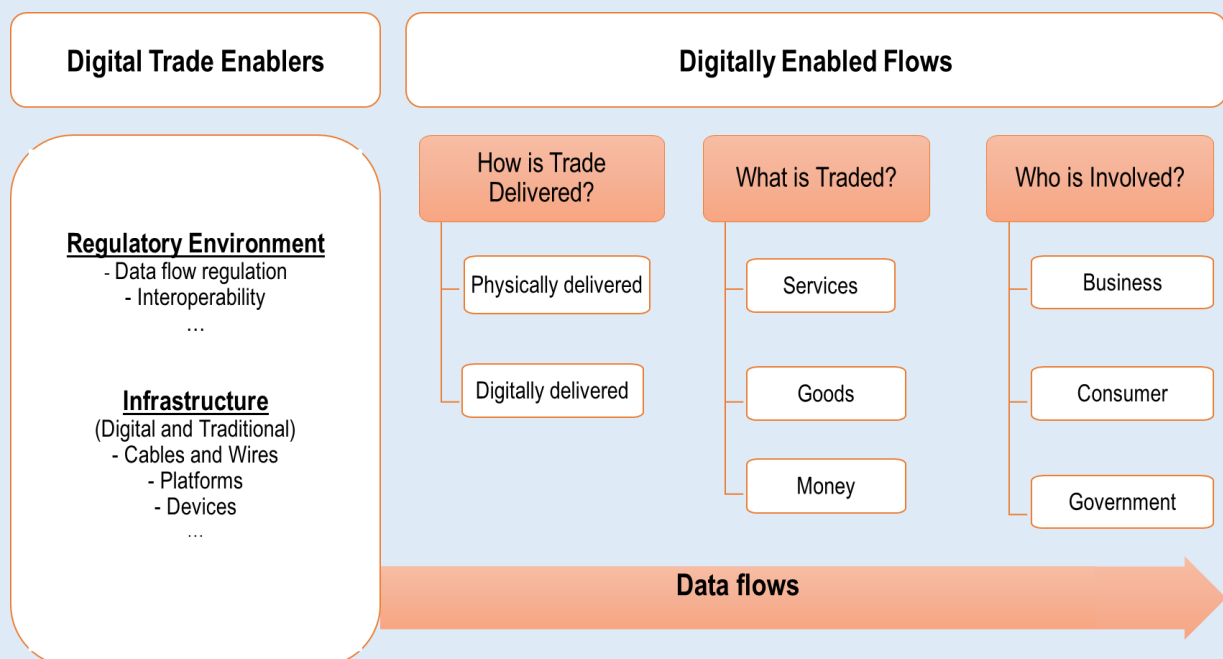 Digital Trade Enablers
Digitally Enabled Flows
Regulatory Environment
- Data flow regulation
- Interoperability
…
Infrastructure
(Digital and Traditional)
- Cables and Wires
- Platforms
- Devices
…
How is Trade
Delivered?
Physically delivered
Digitally delivered
What is Traded?
Services
Goods
Money
Who is Involved?
Business
Consumer
Government
Data flows